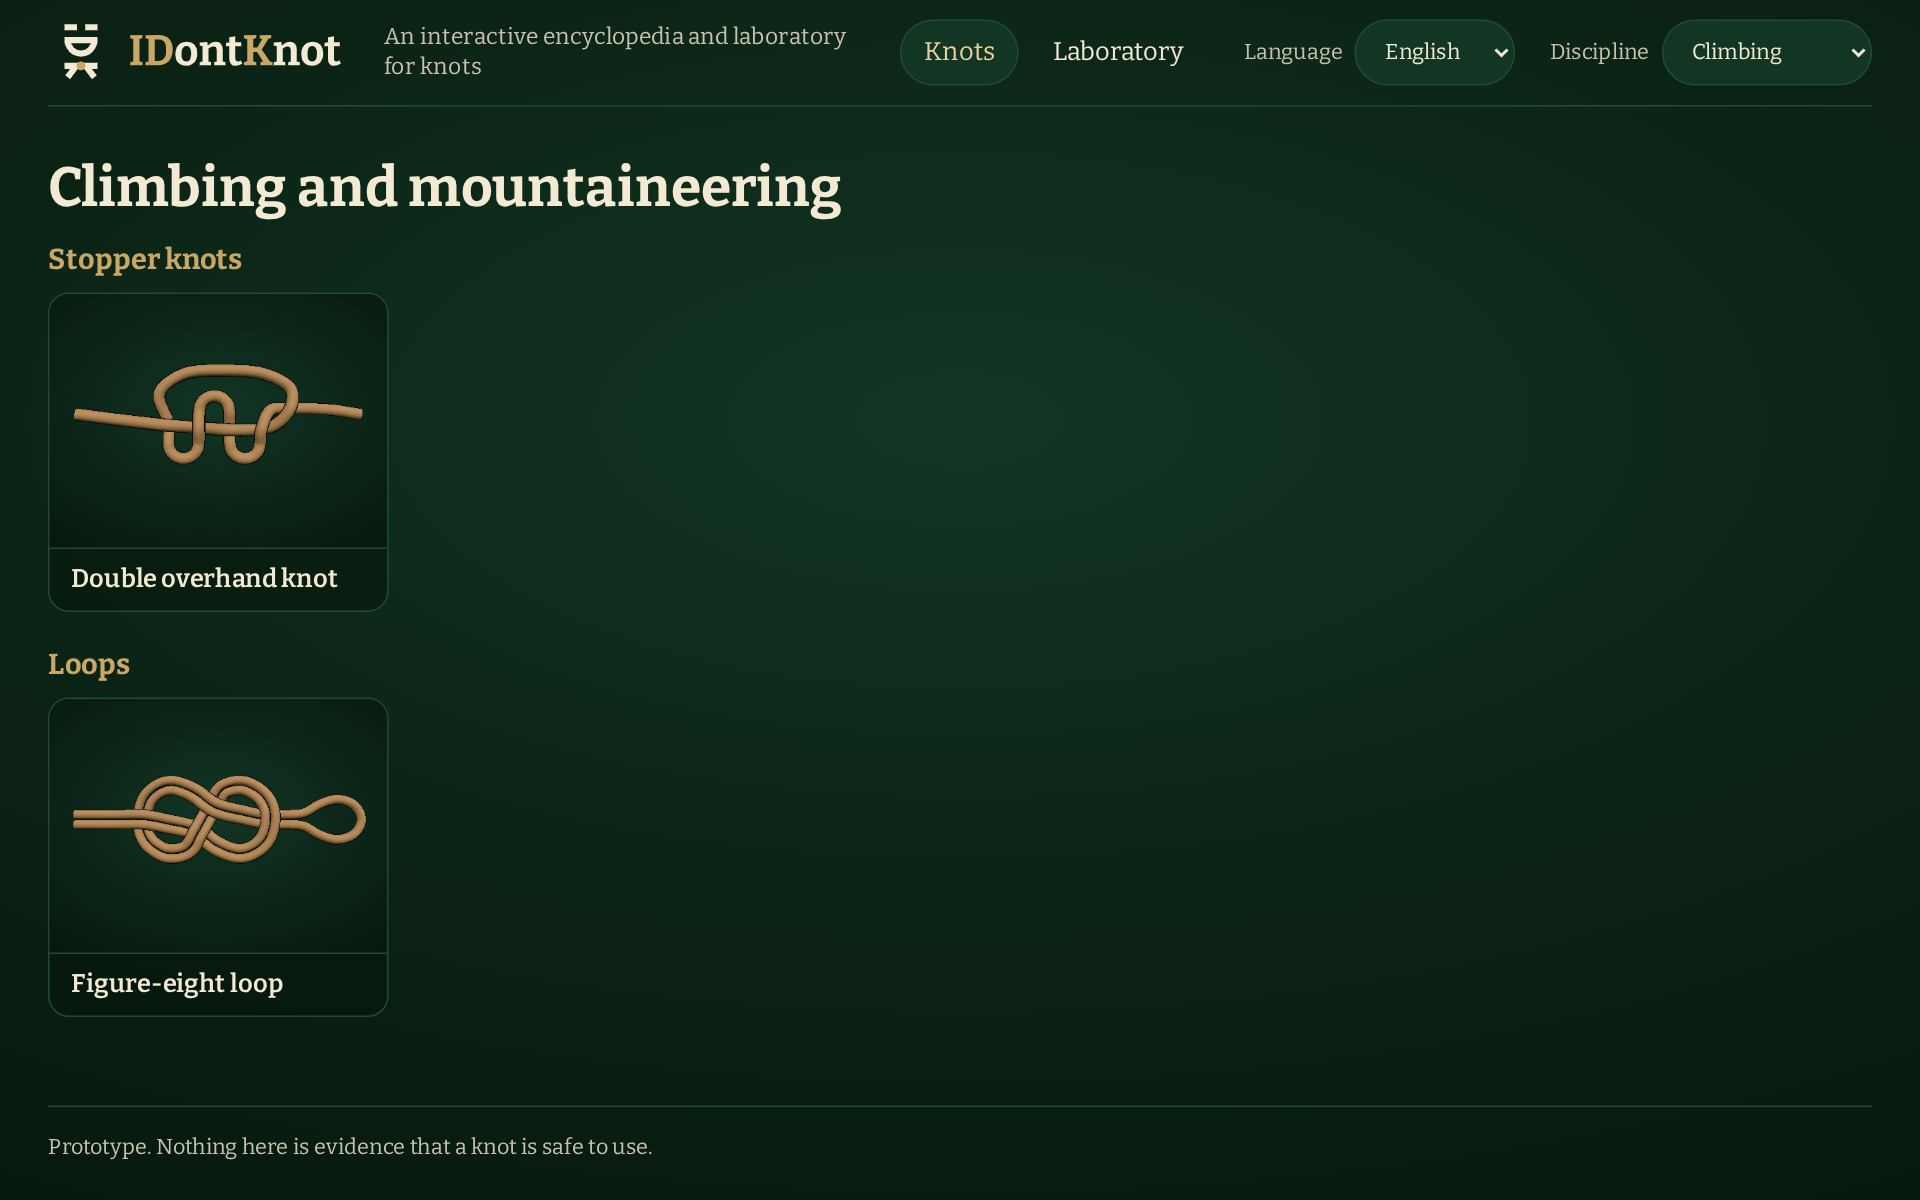 IDontKnot
An interactive encyclopedia and laboratory
for knots
Knots
Laboratory
Language
English
Discipline
Climbing
Climbing and mountaineering
Stopper knots
Double overhand knot
Loops
Figure-eight loop
Prototype. Nothing here is evidence that a knot is safe to use.